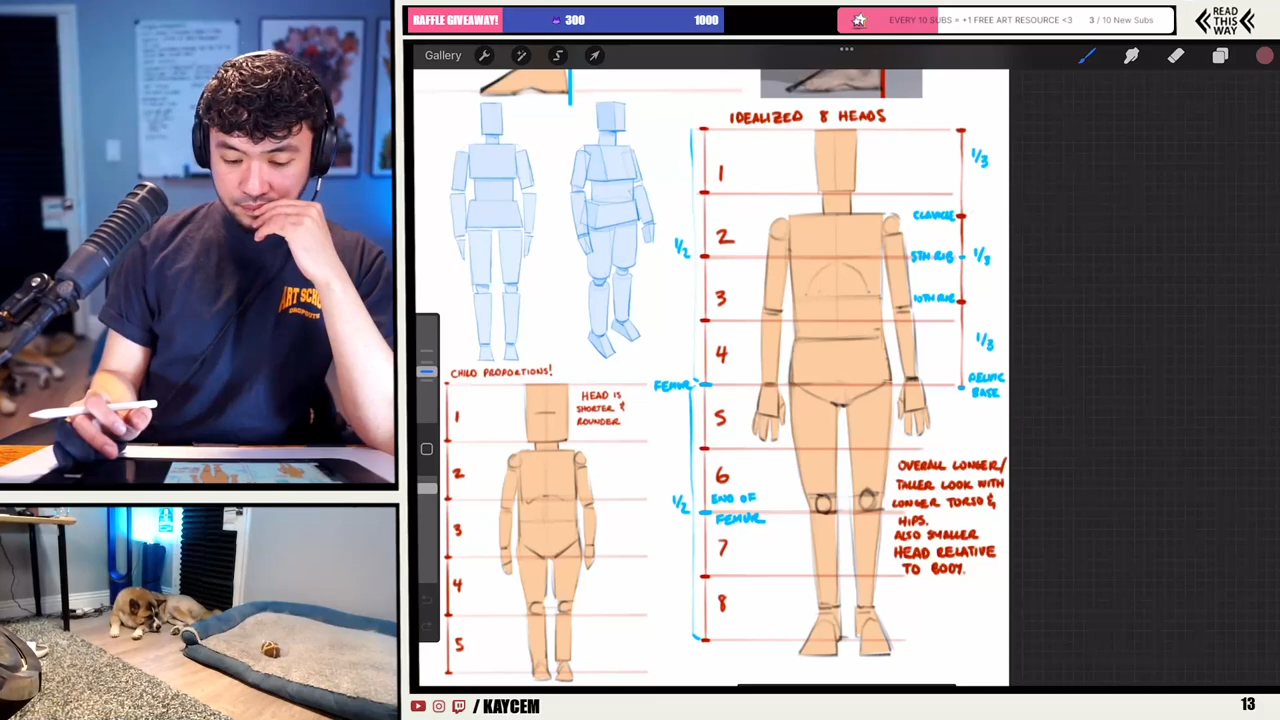 RAFFLE GIVEAWAY!
300
1000
EVERY 10 SUBS = +1 FREE ART RESOURCE <3
3 / 10 New Subs
READ
THIS
WAY
Gallery
IDEALIZED 8 HEADS
1
2
3
4
5
6
7
8
1/2
1/2
FEMUR
END OF
FEMUR
1/3
CLAVICLE
5TH RIB
1/3
10TH RIB
1/3
PELVIC
BASE
OVERALL LONGER/
TALLER LOOK WITH
LONGER TORSO &
HIPS.
ALSO SMALLER
HEAD RELATIVE
TO BODY.
CHILD PROPORTIONS!
1
2
3
4
5
HEAD IS
SHORTER &
ROUNDER
ART SCHOOL
DROPOUTS
/ KAYCEM
13